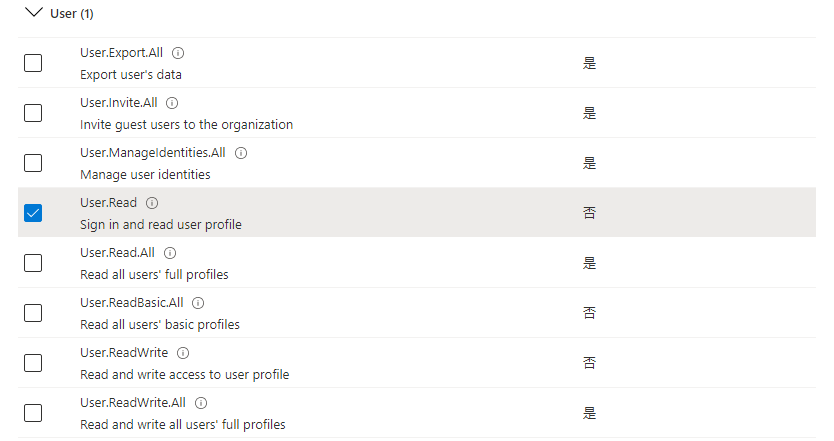 User (1)
User.Export.All
Export user's data
是
User.Invite.All
Invite guest users to the organization
是
User.ManageIdentities.All
Manage user identities
是
User.Read
Sign in and read user profile
否
User.Read.All
Read all users' full profiles
是
User.ReadBasic.All
Read all users' basic profiles
否
User.ReadWrite
Read and write access to user profile
否
User.ReadWrite.All
Read and write all users' full profiles
是